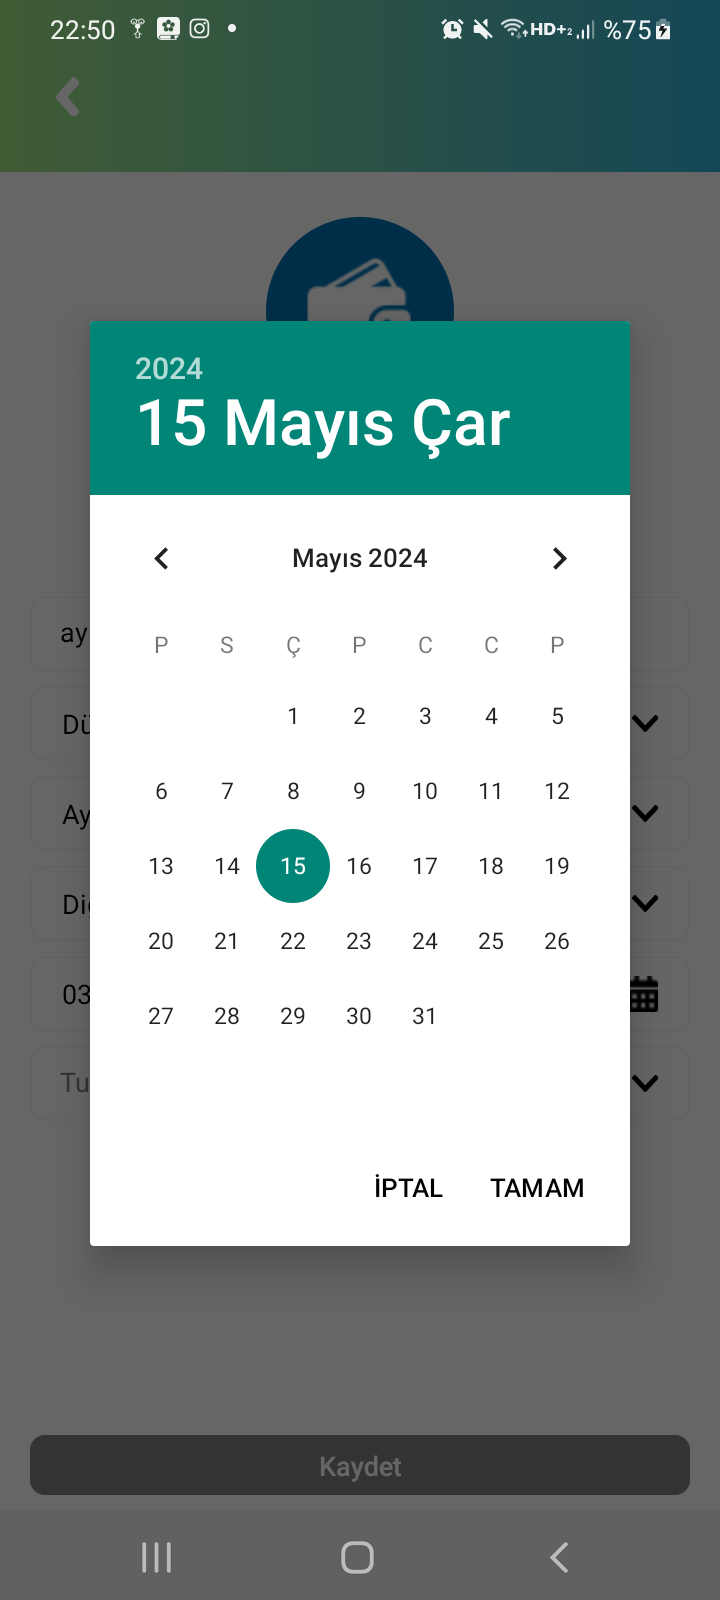 22:50 HD+2 %75
2024
15 Mayıs Çar
Mayıs 2024
P S Ç P C C P
1 2 3 4 5
6 7 8 9 10 11 12
13 14 15 16 17 18 19
20 21 22 23 24 25 26
27 28 29 30 31
İPTAL TAMAM
ay
Dü
Ay
Di
03
Tu
Kaydet